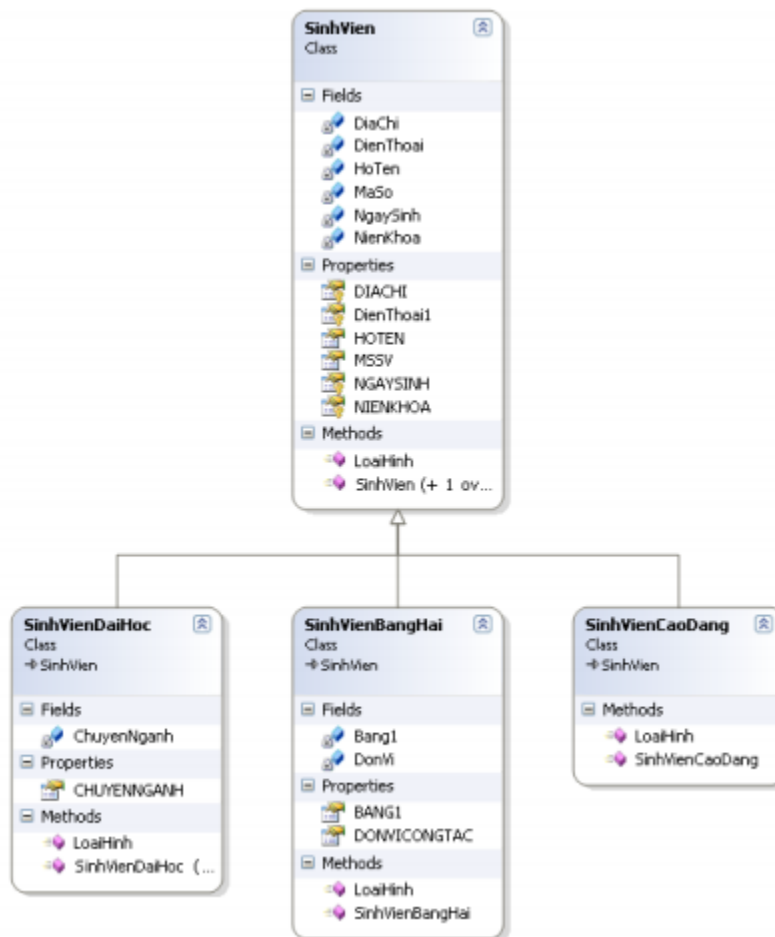 SinhVien
Class
Fields
DiaChi
DienThoai
HoTen
MaSo
NgaySinh
NienKhoa
Properties
DIACHI
DienThoai1
HOTEN
MSSV
NGAYSINH
NIENKHOA
Methods
LoaiHinh
SinhVien (+ 1 ov...
SinhVienDaiHoc
Class
SinhVien
Fields
ChuyenNganh
Properties
CHUYENNGANH
Methods
LoaiHinh
SinhVienDaiHoc (...
SinhVienBangHai
Class
SinhVien
Fields
Bang1
DonVi
Properties
BANG1
DONVICONGTAC
Methods
LoaiHinh
SinhVienBangHai
SinhVienCaoDang
Class
SinhVien
Methods
LoaiHinh
SinhVienCaoDang